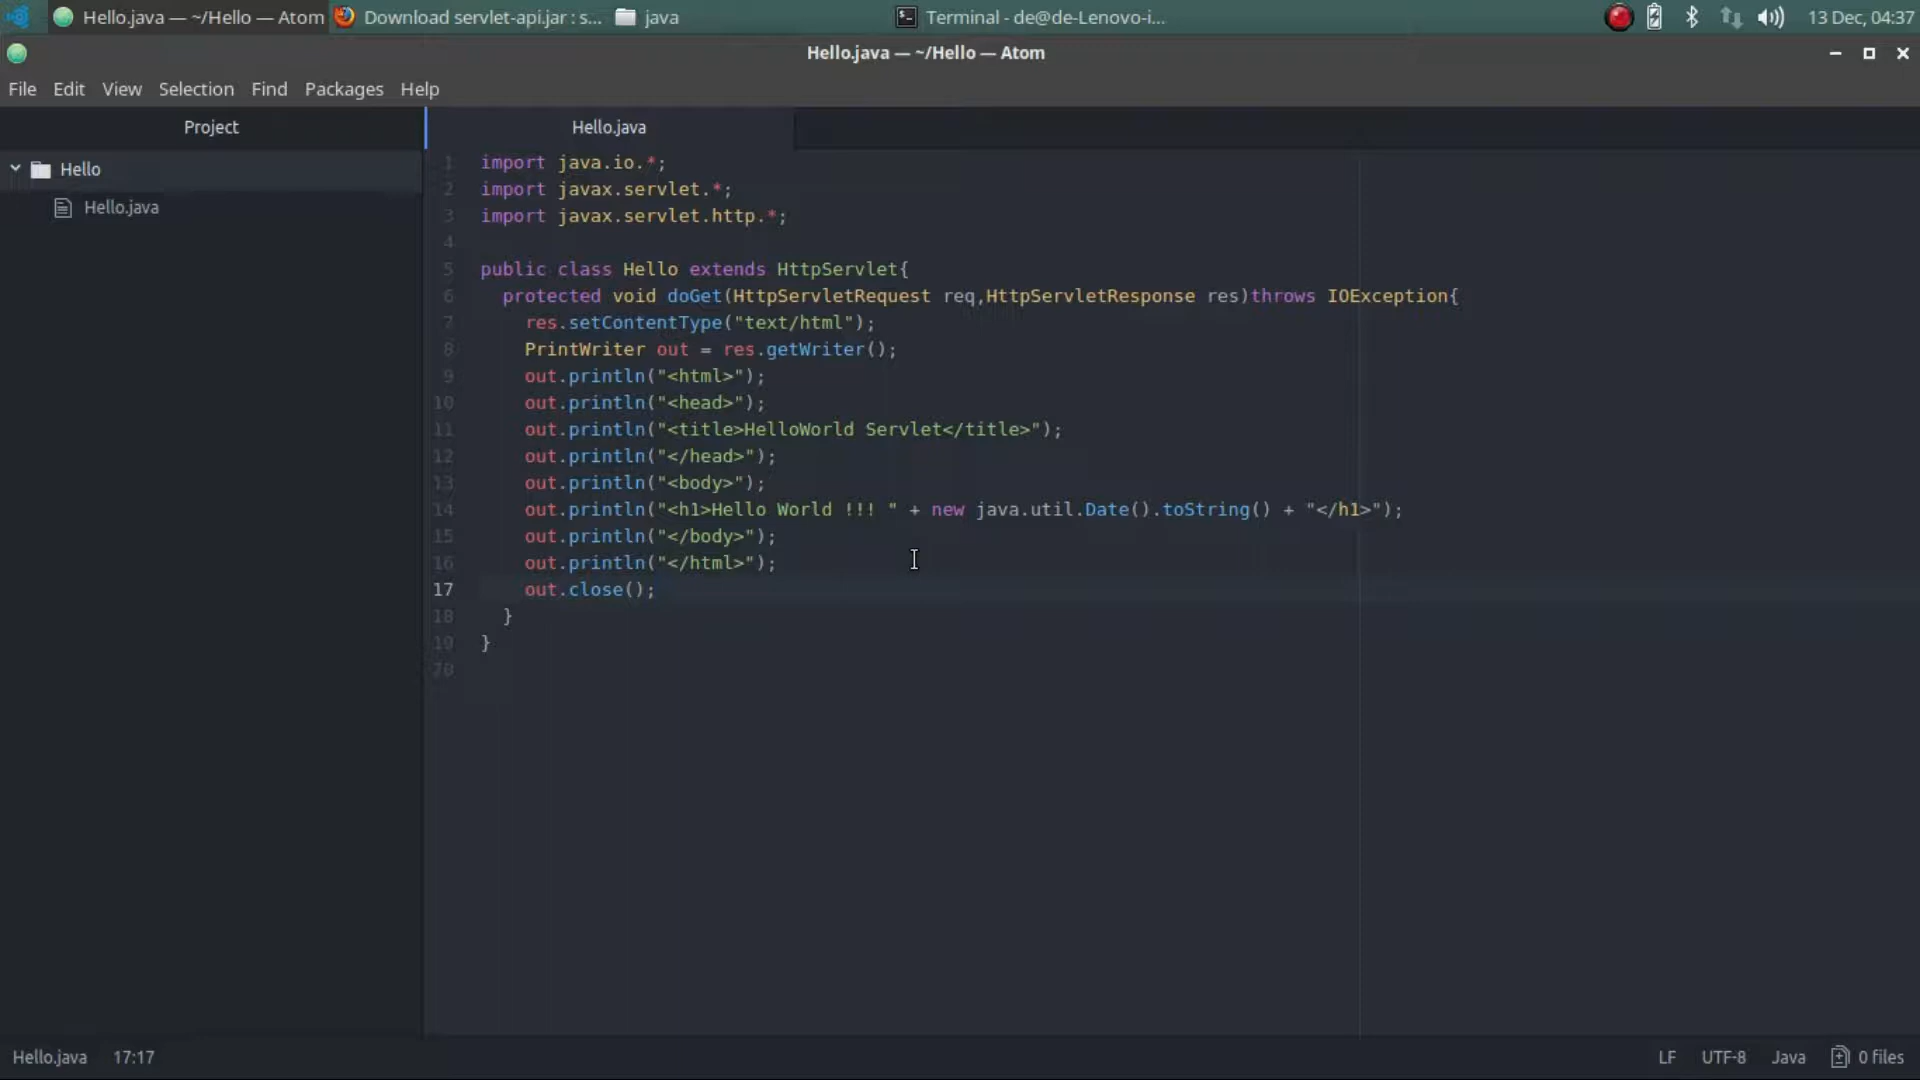 Hello.java — ~/Hello — Atom
Download servlet-api.jar : s...
java
Terminal - de@de-Lenovo-i...
13 Dec, 04:37
Hello.java — ~/Hello — Atom
File Edit View Selection Find Packages Help
Project
Hello
Hello.java
Hello.java
1 import java.io.*;
2 import javax.servlet.*;
3 import javax.servlet.http.*;
4
5 public class Hello extends HttpServlet{
6 protected void doGet(HttpServletRequest req,HttpServletResponse res)throws IOException{
7 res.setContentType("text/html");
8 PrintWriter out = res.getWriter();
9 out.println("<html>");
10 out.println("<head>");
11 out.println("<title>HelloWorld Servlet</title>");
12 out.println("</head>");
13 out.println("<body>");
14 out.println("<h1>Hello World !!! " + new java.util.Date().toString() + "</h1>");
15 out.println("</body>");
16 out.println("</html>");
17 out.close();
18 }
19 }
20
Hello.java 17:17
LF UTF-8 Java 0 files